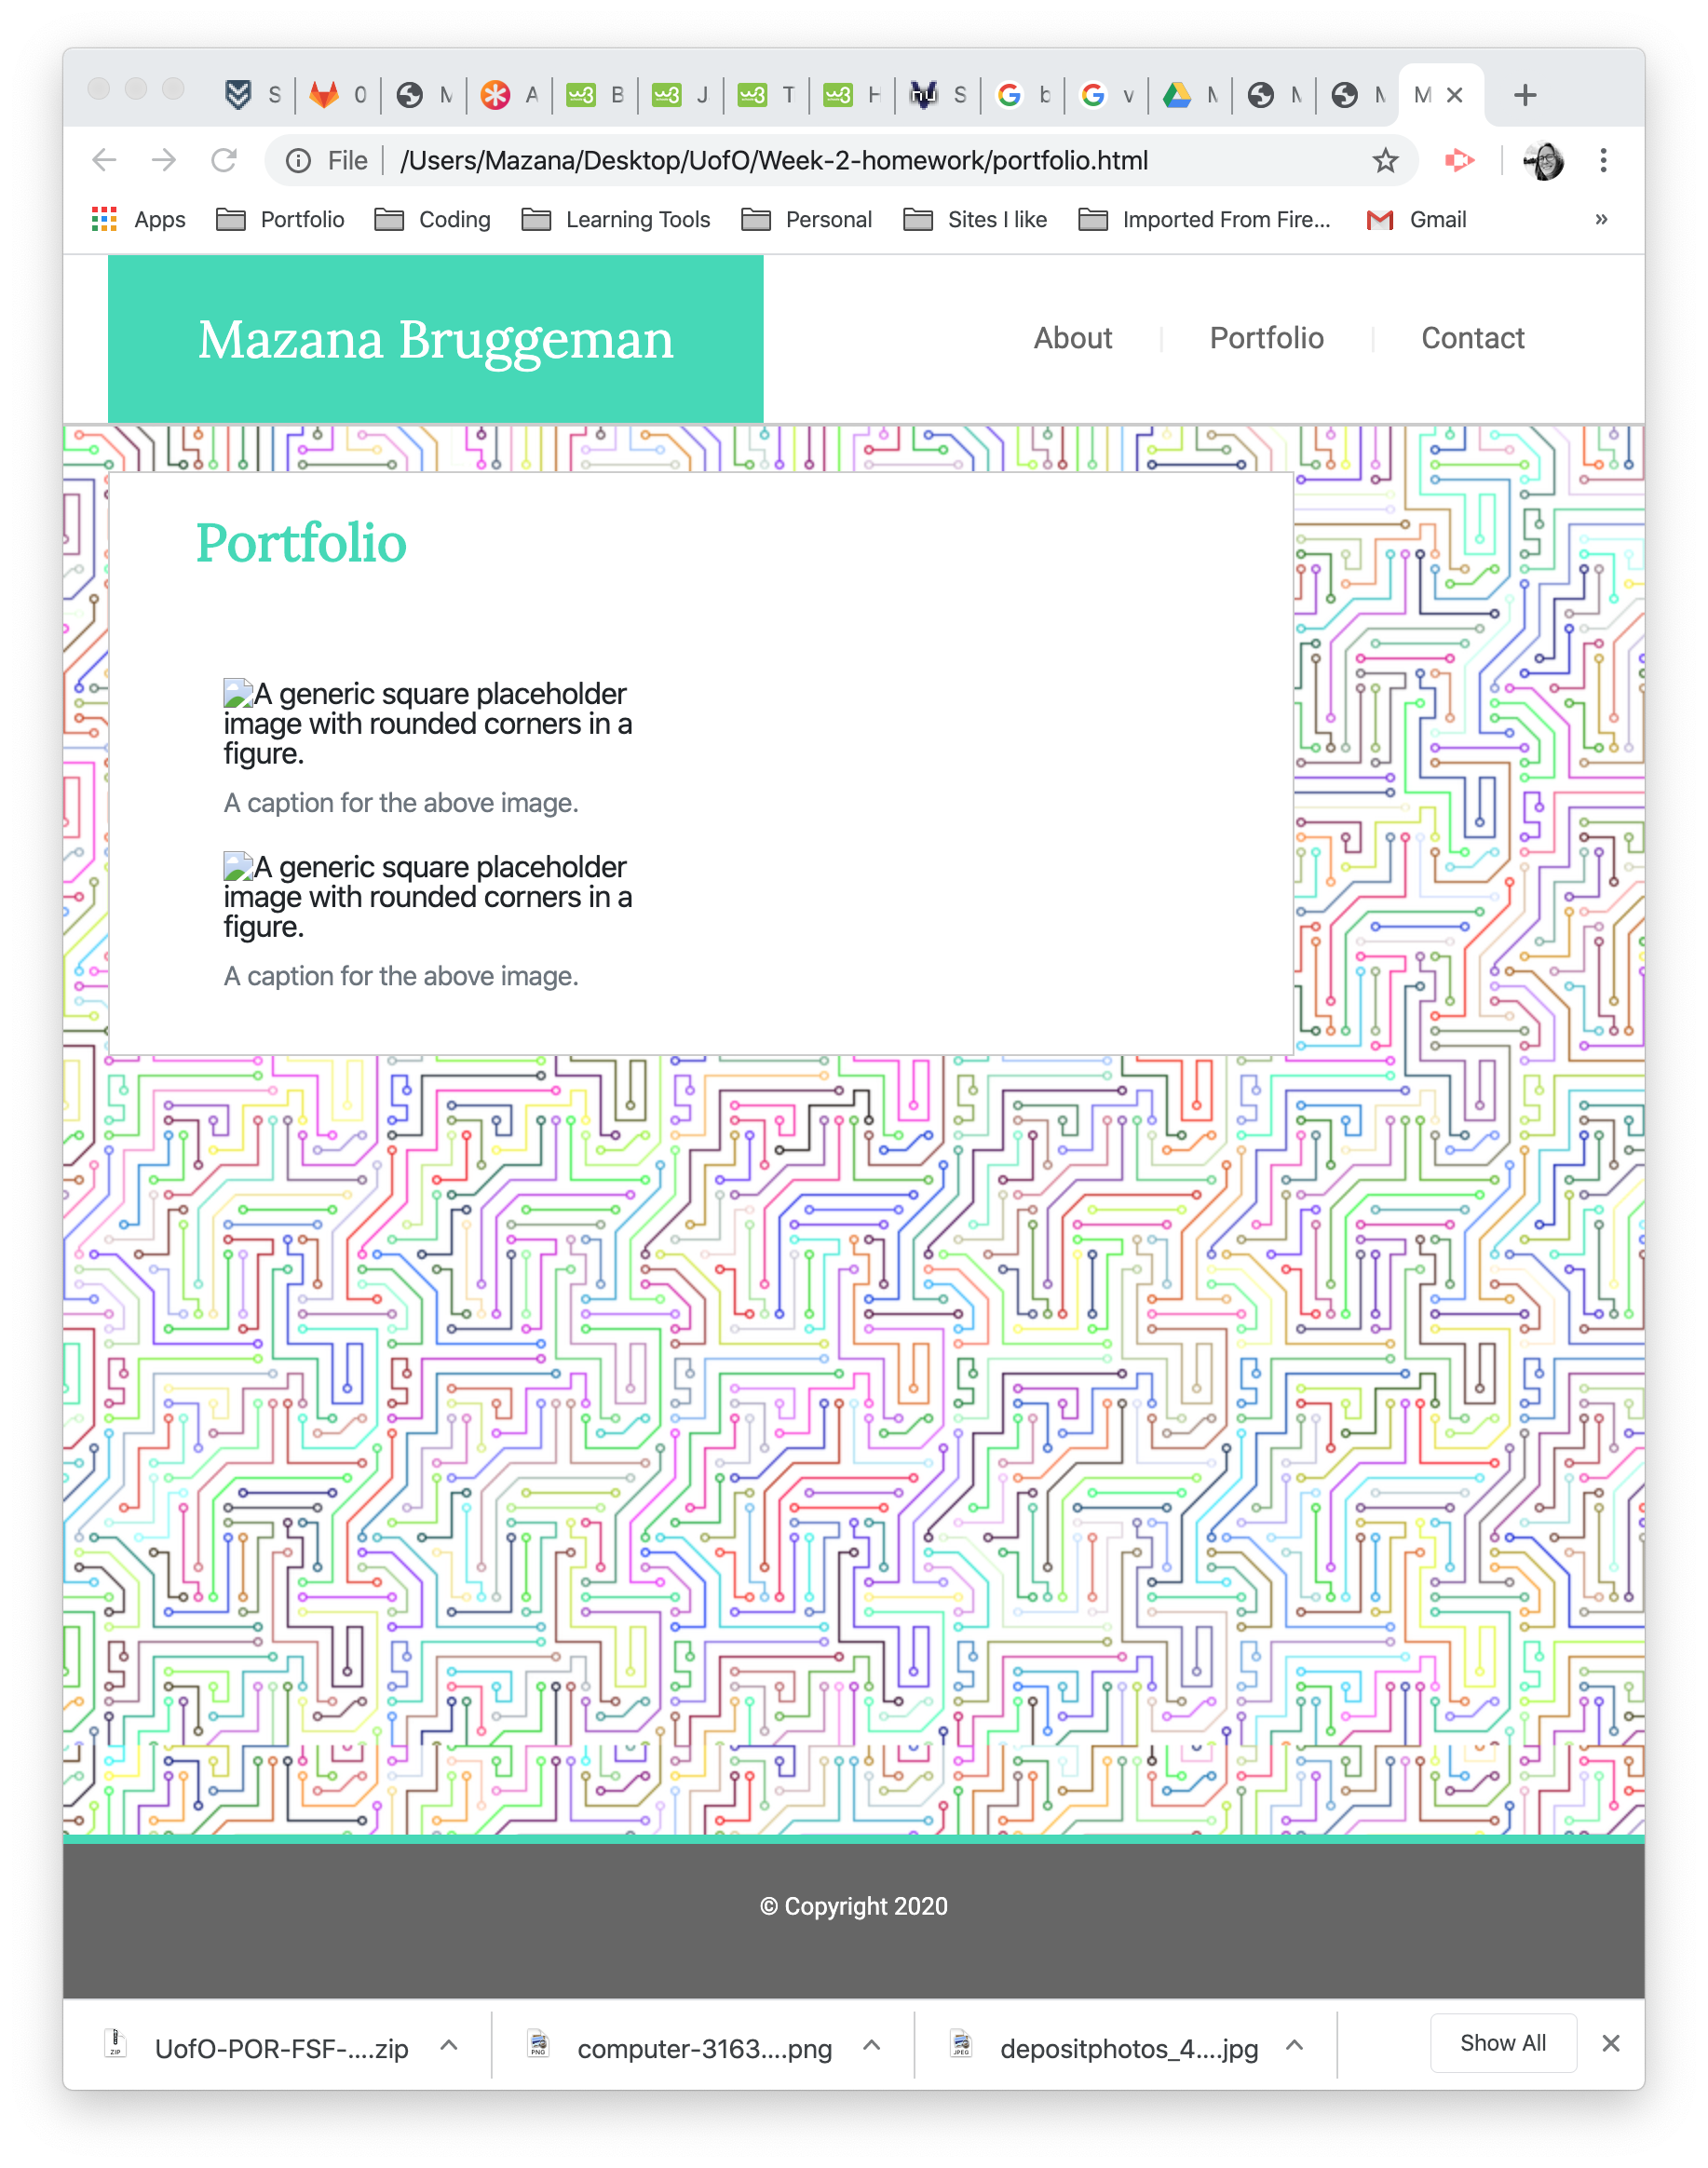 S 0 M A B J T H S b v M M M M
File /Users/Mazana/Desktop/UofO/Week-2-homework/portfolio.html
Apps Portfolio Coding Learning Tools Personal Sites I like Imported From Fire... Gmail »
Mazana Bruggeman
About Portfolio Contact
Portfolio
A generic square placeholder
image with rounded corners in a
figure.
A caption for the above image.
A generic square placeholder
image with rounded corners in a
figure.
A caption for the above image.
© Copyright 2020
UofO-POR-FSF-....zip computer-3163....png depositphotos_4....jpg Show All